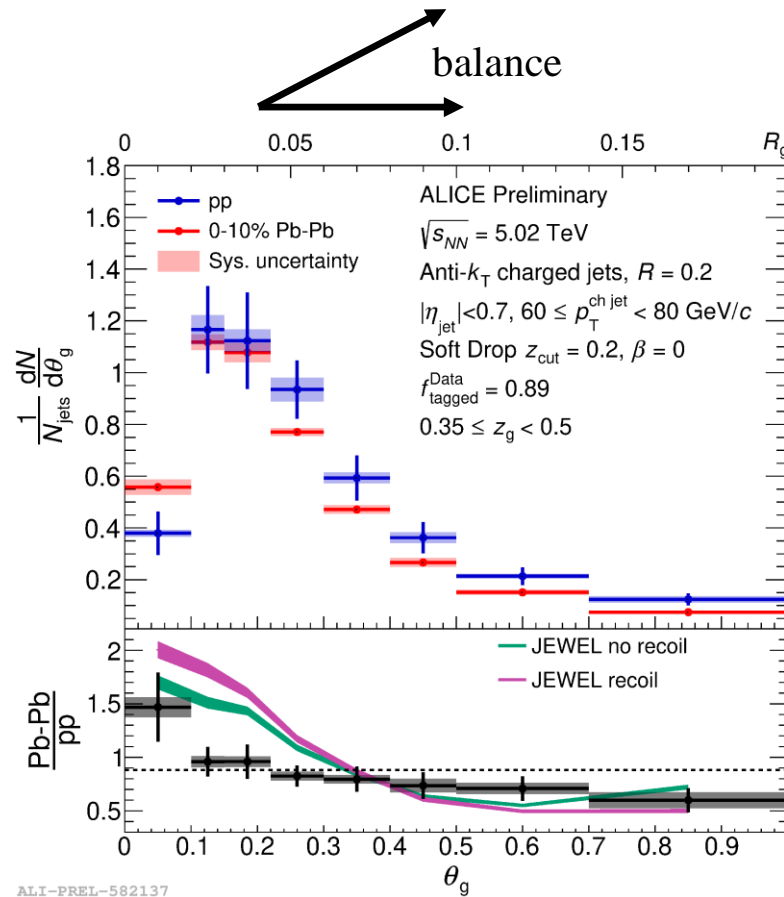 balance
0 0.05 0.1 0.15 R_g
1.8
1.6
1.4
1.2
1
0.8
0.6
0.4
0.2
1/N_jets dN/dθ_g
pp
0-10% Pb-Pb
Sys. uncertainty
ALICE Preliminary
√s_NN = 5.02 TeV
Anti-k_T charged jets, R = 0.2
|η_jet|<0.7, 60 ≤ p_T^ch jet < 80 GeV/c
Soft Drop z_cut = 0.2, β = 0
f_tagged^Data = 0.89
0.35 ≤ z_g < 0.5
Pb-Pb/pp
2
1.5
1
0.5
JEWEL no recoil
JEWEL recoil
0 0.1 0.2 0.3 0.4 0.5 0.6 0.7 0.8 0.9
θ_g
ALI-PREL-582137